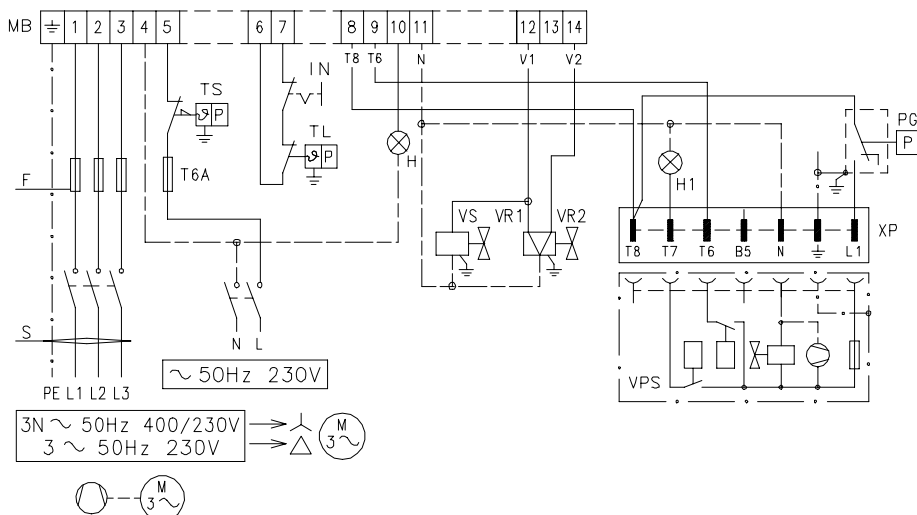 MB ⏚ 1 2 3 4 5 6 7 8 9 10 11 12 13 14
T8 T6 N V1 V2
IN
TS
ϑ P
PG
P
TL
ϑ P
H
F
T6A
H1
VS VR1 VR2
XP
T8 T7 T6 B5 N ⏚ L1
S
N L
~ 50Hz 230V
VPS
PE L1 L2 L3
3N ~ 50Hz 400/230V
3 ~ 50Hz 230V
M
3~
M
3~